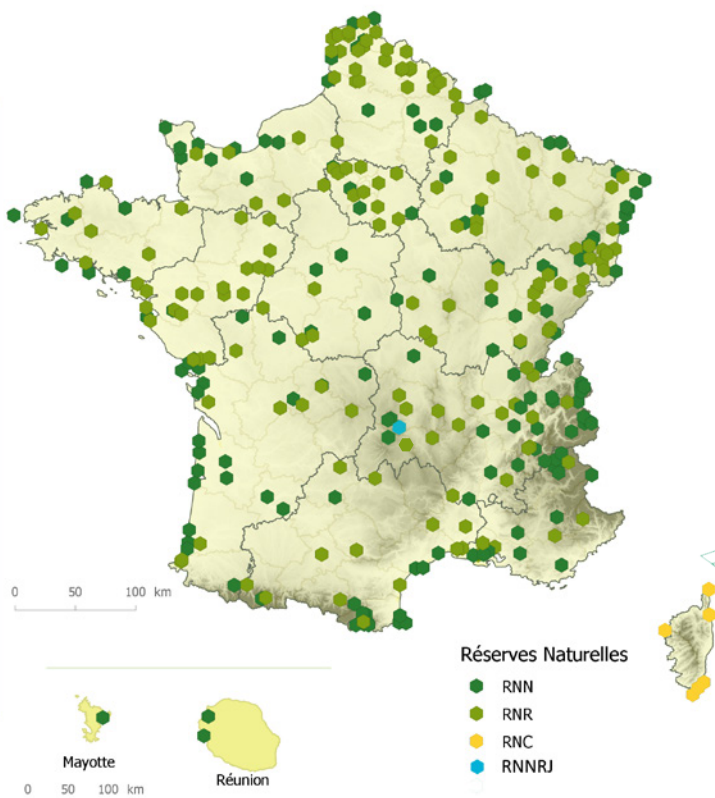 0 50 100 km
Réserves Naturelles
RNN
RNR
RNC
RNNRJ
Mayotte
Réunion
0 50 100 km